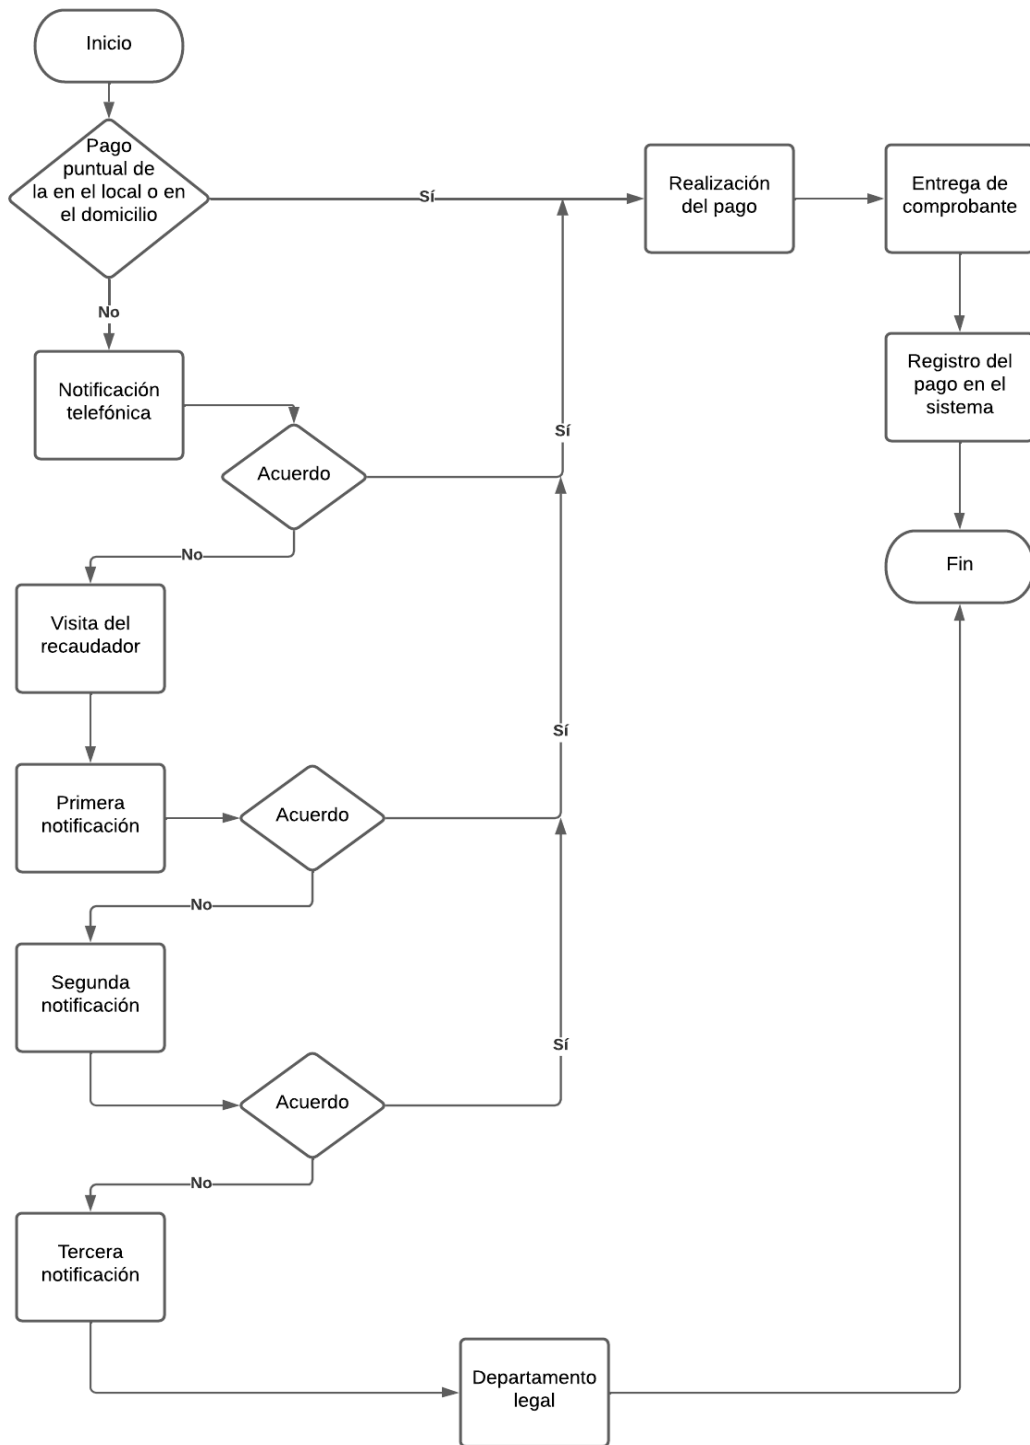 Inicio
Pago
puntual de
la en el local o en
el domicilio
Sí
Realización
del pago
Entrega de
comprobante
No
Notificación
telefónica
Registro del
pago en el
sistema
Acuerdo
Sí
No
Fin
Visita del
recaudador
Sí
Primera
notificación
Acuerdo
No
Segunda
notificación
Sí
Acuerdo
No
Tercera
notificación
Departamento
legal